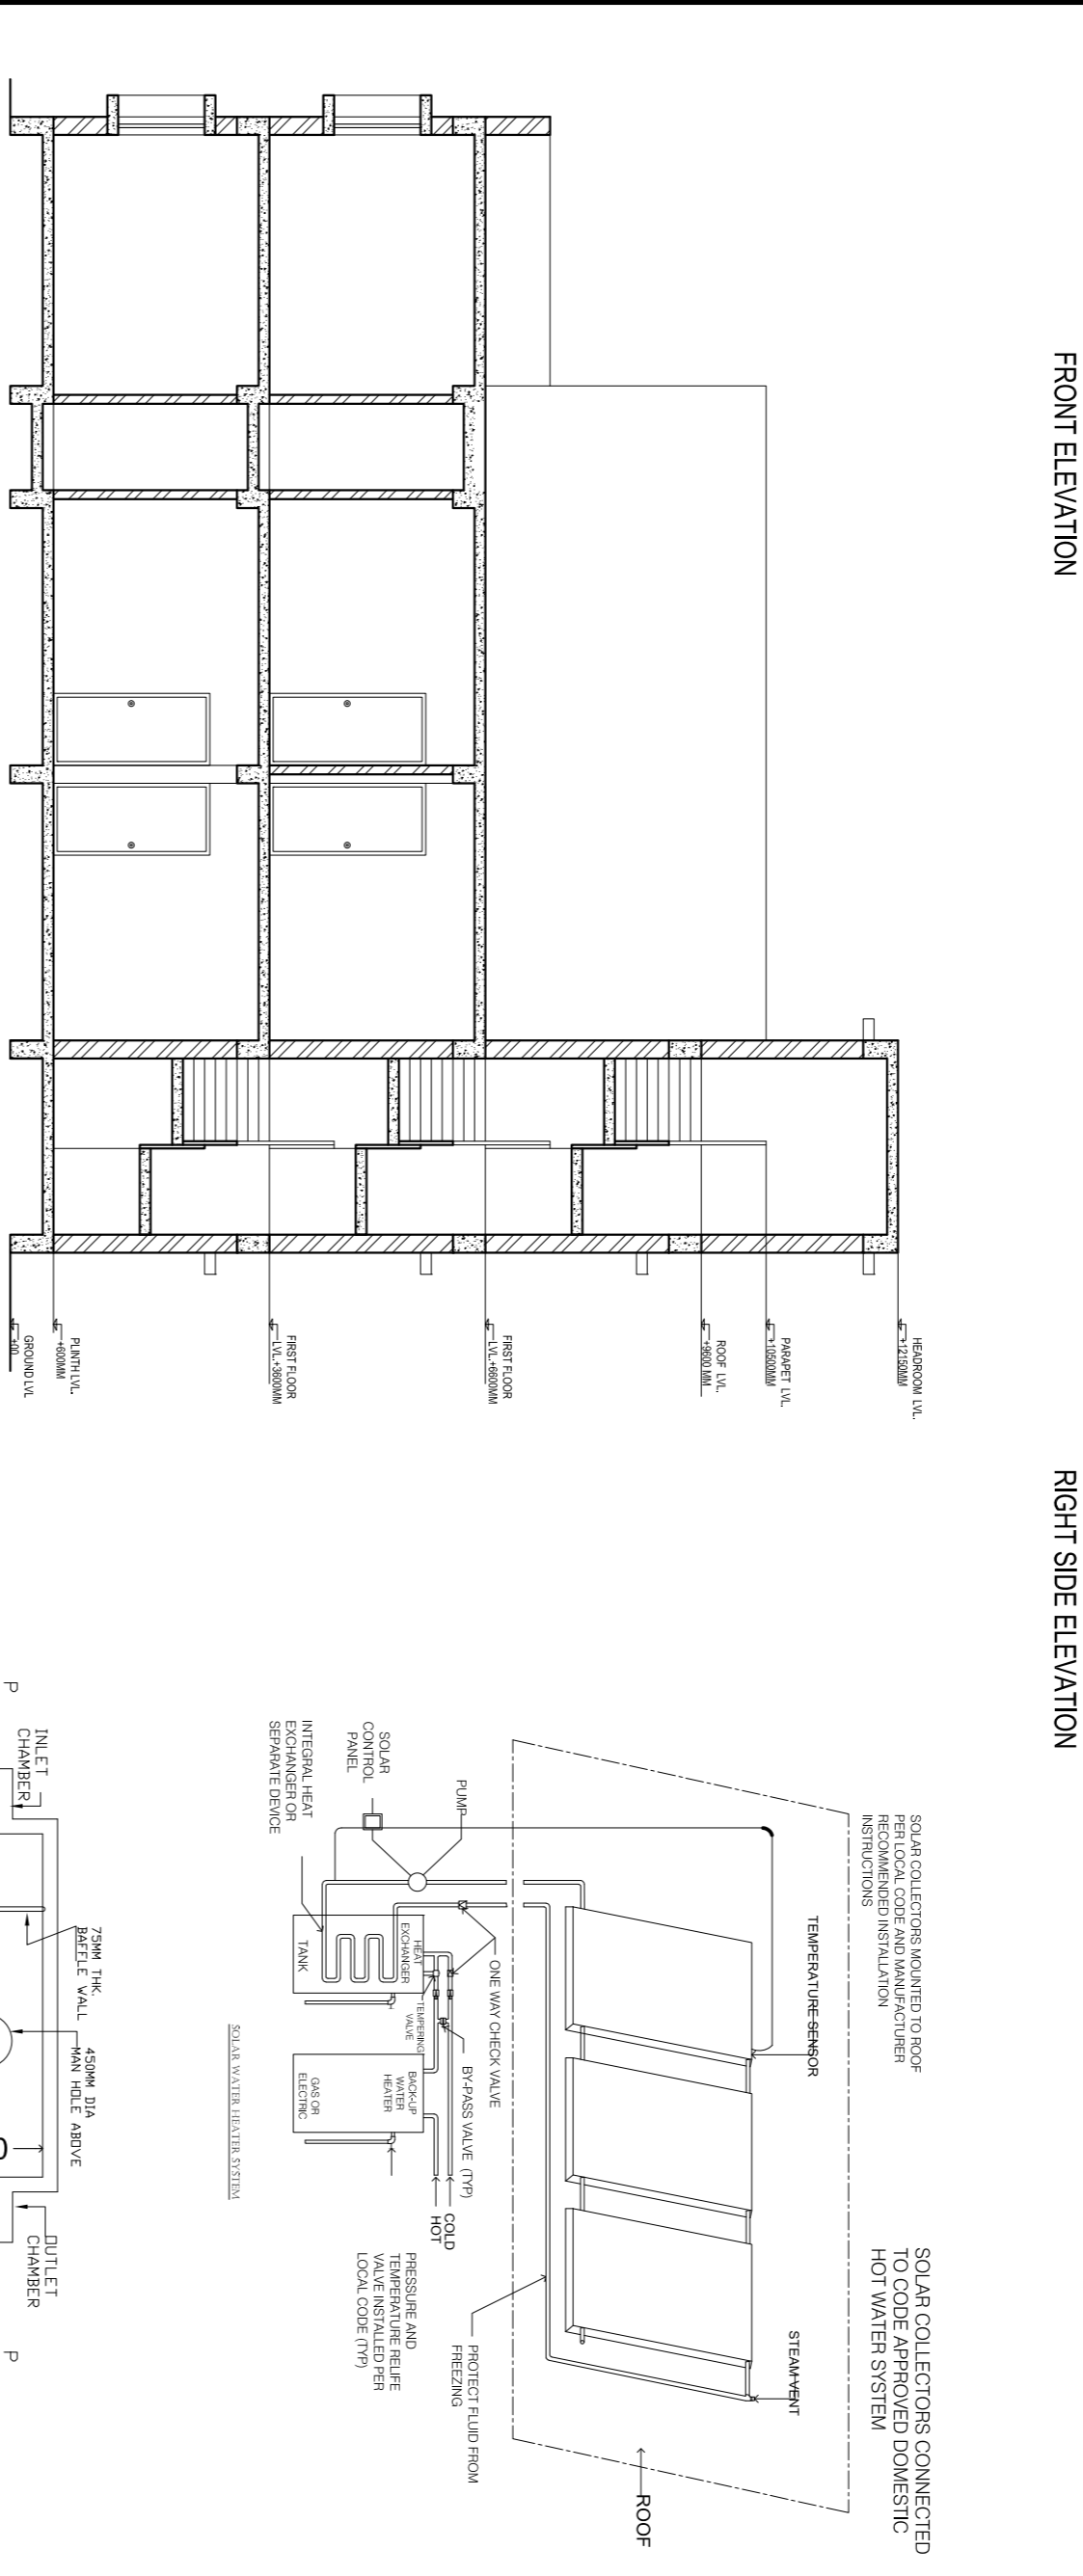 FRONT ELEVATION
RIGHT SIDE ELEVATION
HEADROOM LVL.
+12150MM
PARAPET LVL.
+10500MM
ROOF LVL.
+9600 MM
FIRST FLOOR
LVL.+6600MM
FIRST FLOOR
LVL.+3600MM
PLINTH LVL.
+600MM
GROUND LVL
±00
SOLAR COLLECTORS CONNECTED
TO CODE APPROVED DOMESTIC
HOT WATER SYSTEM
SOLAR COLLECTORS MOUNTED TO ROOF
PER LOCAL CODE AND MANUFACTURER
RECOMMENDED INSTALLATION
INSTRUCTIONS
TEMPERATURE SENSOR
STEAM VENT
ROOF
PUMP
SOLAR
CONTROL
PANEL
INTEGRAL HEAT
EXCHANGER OR
SEPARATE DEVICE
ONE WAY CHECK VALVE
BY-PASS VALVE (TYP)
PROTECT FLUID FROM
FREEZING
COLD
HOT
HEAT
EXCHANGER
TANK
TEMPERING
VALVE
BACK-UP
WATER
HEATER
GAS OR
ELECTRIC
PRESSURE AND
TEMPERATURE RELIFE
VALVE INSTALLED PER
LOCAL CODE (TYP)
SOLAR WATER HEATER SYSTEM
P
INLET
CHAMBER
75MM THK.
BAFFLE WALL
450MM DIA
MAN HOLE ABOVE
OUTLET
CHAMBER
P